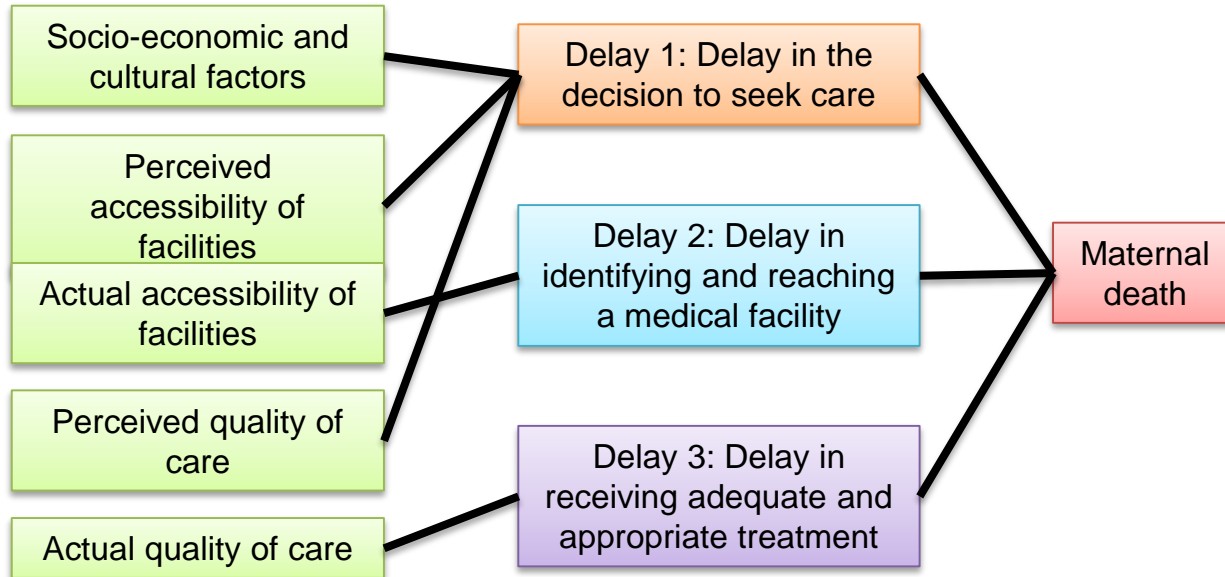 Socio-economic and
cultural factors
Perceived
accessibility of
facilities
Actual accessibility of
facilities
Perceived quality of
care
Actual quality of care
Delay 1: Delay in the
decision to seek care
Delay 2: Delay in
identifying and reaching
a medical facility
Delay 3: Delay in
receiving adequate and
appropriate treatment
Maternal
death